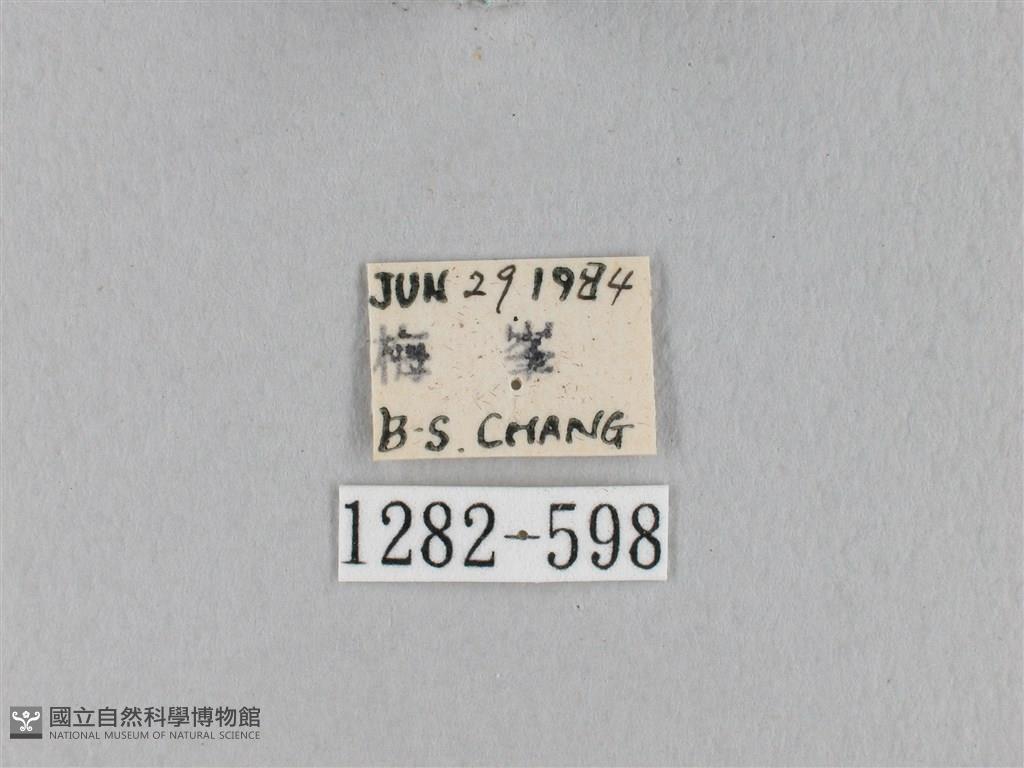 JUN 29 1984
梅 峯
B-S. CHANG
1282-598
國立自然科學博物館
NATIONAL MUSEUM OF NATURAL SCIENCE